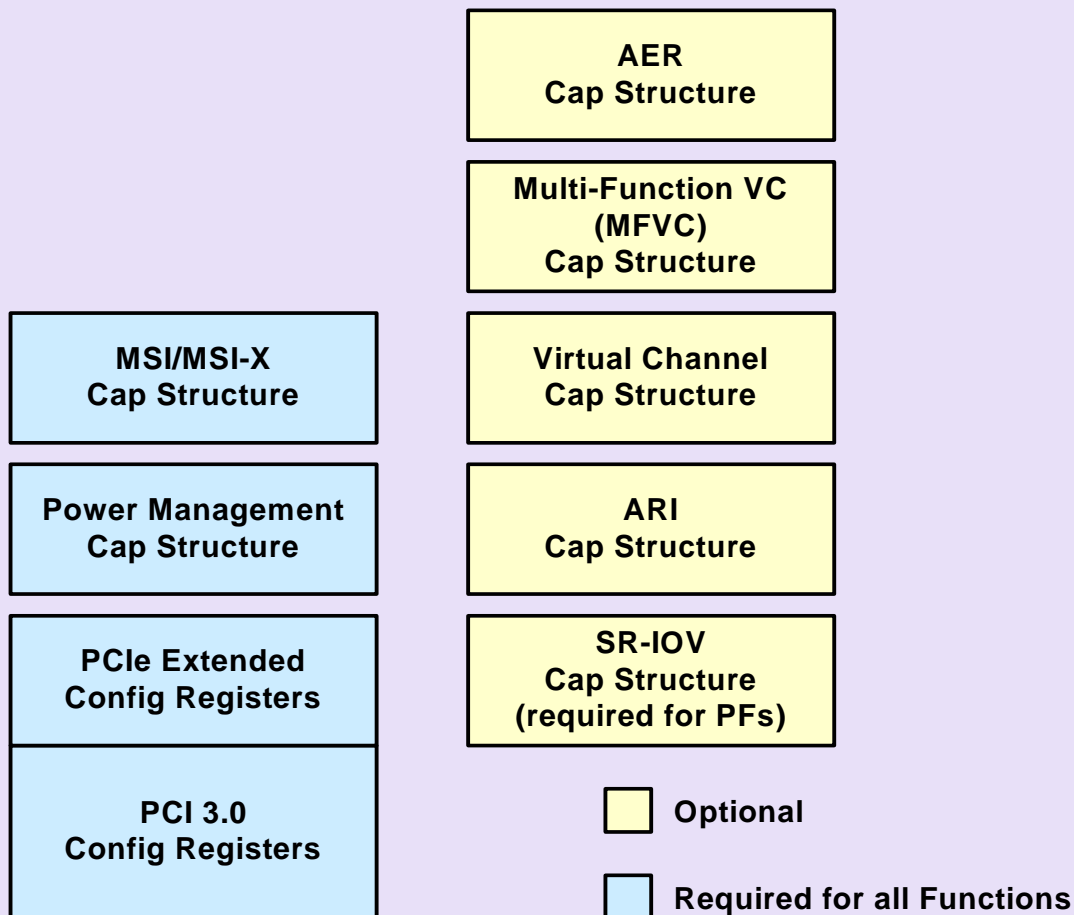 AER
Cap Structure
Multi-Function VC
(MFVC)
Cap Structure
MSI/MSI-X
Cap Structure
Virtual Channel
Cap Structure
Power Management
Cap Structure
ARI
Cap Structure
PCIe Extended
Config Registers
SR-IOV
Cap Structure
(required for PFs)
PCI 3.0
Config Registers
Optional
Required for all Functions